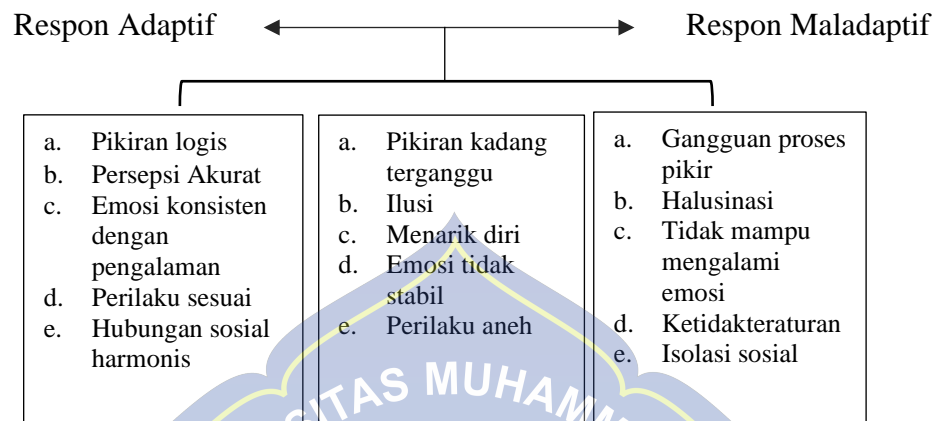 Respon Adaptif
Respon Maladaptif
a. Pikiran logis
b. Persepsi Akurat
c. Emosi konsisten
dengan
pengalaman
d. Perilaku sesuai
e. Hubungan sosial
harmonis
a. Pikiran kadang
terganggu
b. Ilusi
c. Menarik diri
d. Emosi tidak
stabil
e. Perilaku aneh
a. Gangguan proses
pikir
b. Halusinasi
c. Tidak mampu
mengalami
emosi
d. Ketidakteraturan
e. Isolasi sosial